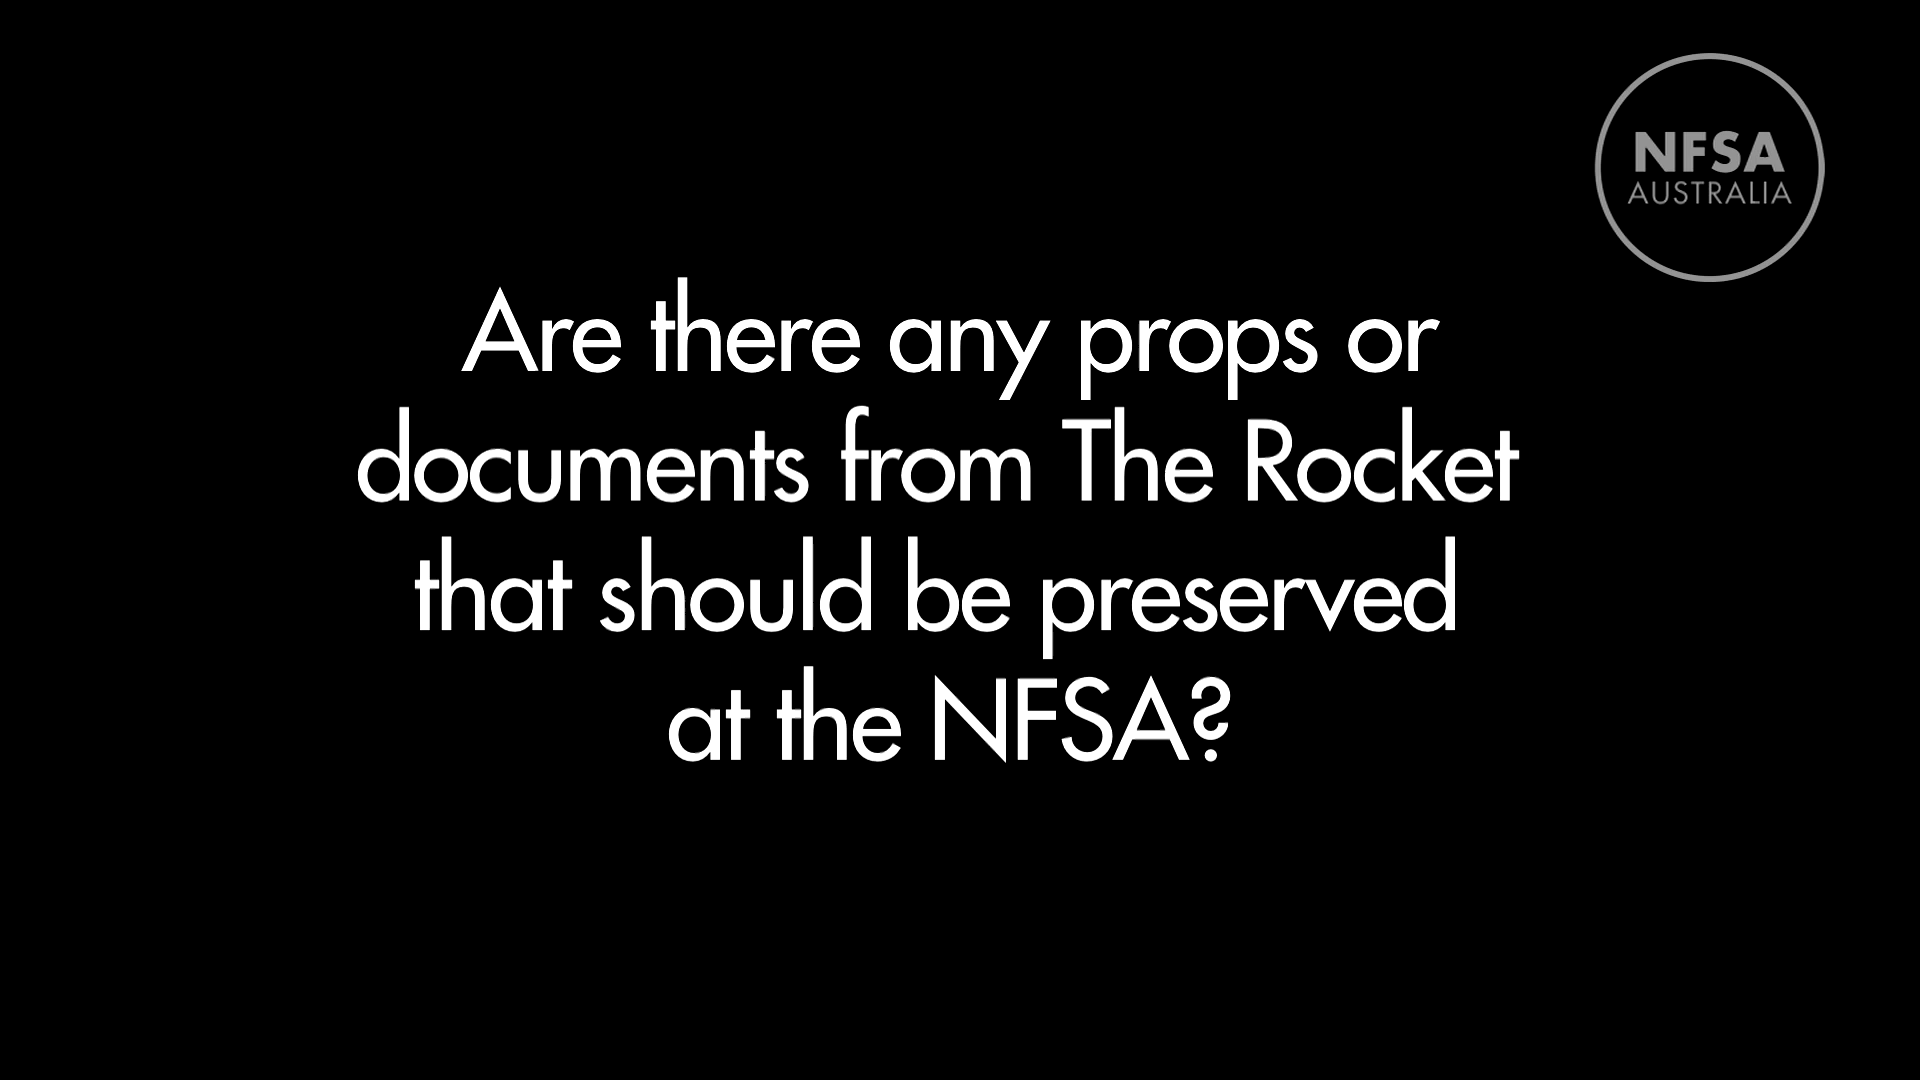 NFSA
AUSTRALIA
Are there any props or
documents from The Rocket
that should be preserved
at the NFSA?